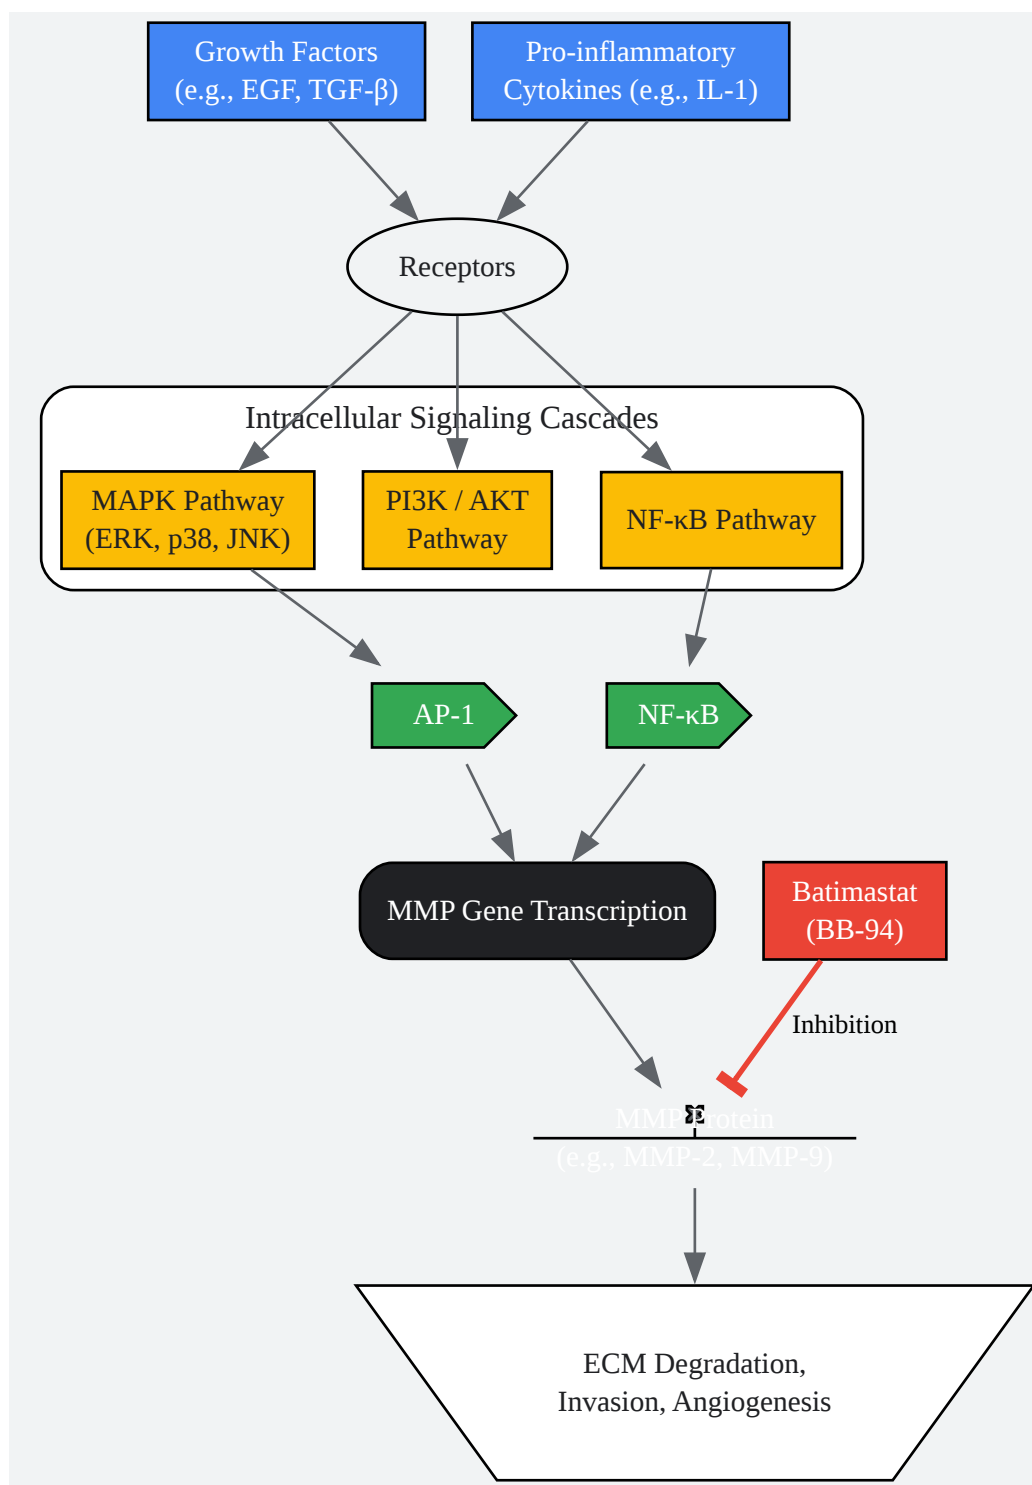 Growth Factors
(e.g., EGF, TGF-β)
Pro-inflammatory
Cytokines (e.g., IL-1)
Receptors
Intracellular Signaling Cascades
MAPK Pathway
(ERK, p38, JNK)
PI3K / AKT
Pathway
NF-κB Pathway
AP-1
NF-κB
MMP Gene Transcription
Batimastat
(BB-94)
Inhibition
MMP Protein
(e.g., MMP-2, MMP-9)
ECM Degradation,
Invasion, Angiogenesis